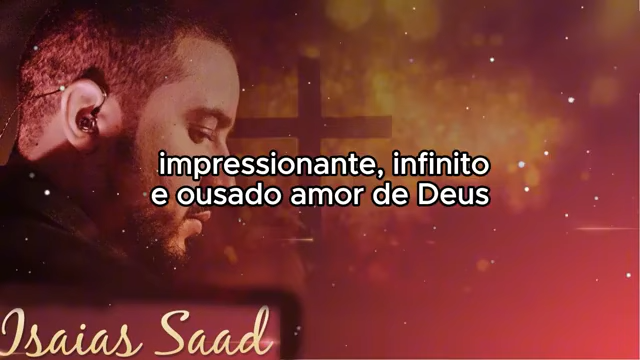 impressionante, infinito
e ousado amor de Deus
Isaias Saad